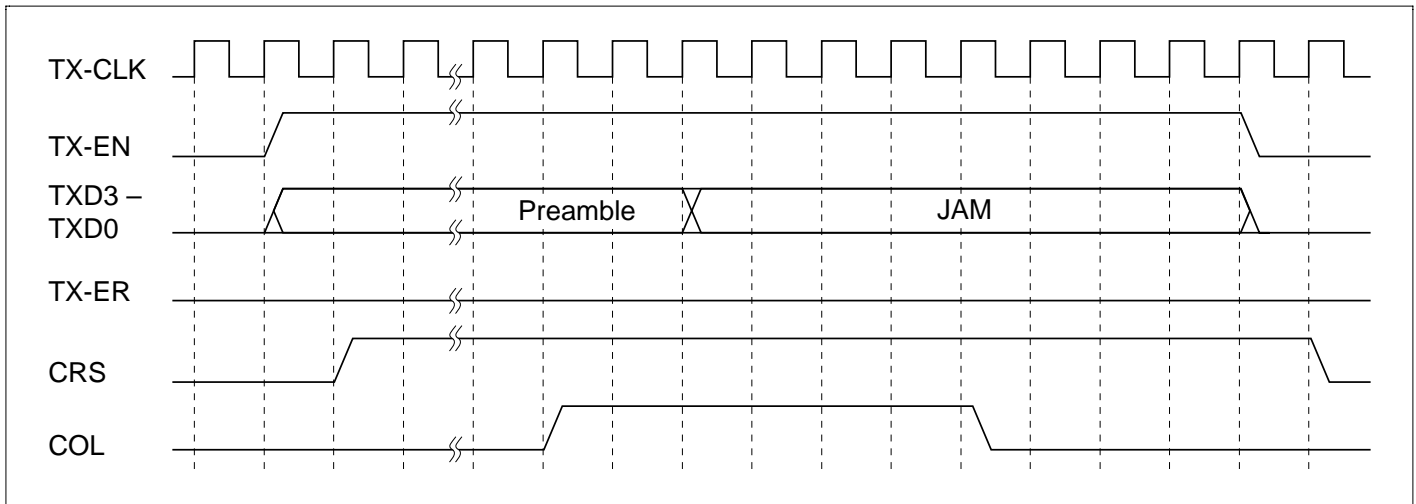 TX-CLK
TX-EN
TXD3 –
TXD0
Preamble
JAM
TX-ER
CRS
COL